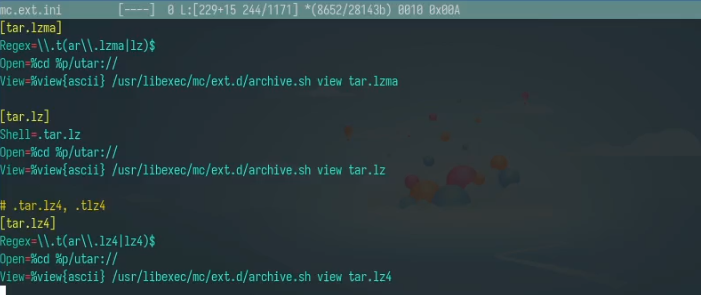 mc.ext.ini [----] 0 L:[229+15 244/1171] *(8652/28143b) 0010 0x00A
[tar.lzma]
Regex=\\.t(ar\\.lzma|lz)$
Open=%cd %p/utar://
View=%view{ascii} /usr/libexec/mc/ext.d/archive.sh view tar.lzma
[tar.lz]
Shell=.tar.lz
Open=%cd %p/utar://
View=%view{ascii} /usr/libexec/mc/ext.d/archive.sh view tar.lz
# .tar.lz4, .tlz4
[tar.lz4]
Regex=\\.t(ar\\.lz4|lz4)$
Open=%cd %p/utar://
View=%view{ascii} /usr/libexec/mc/ext.d/archive.sh view tar.lz4